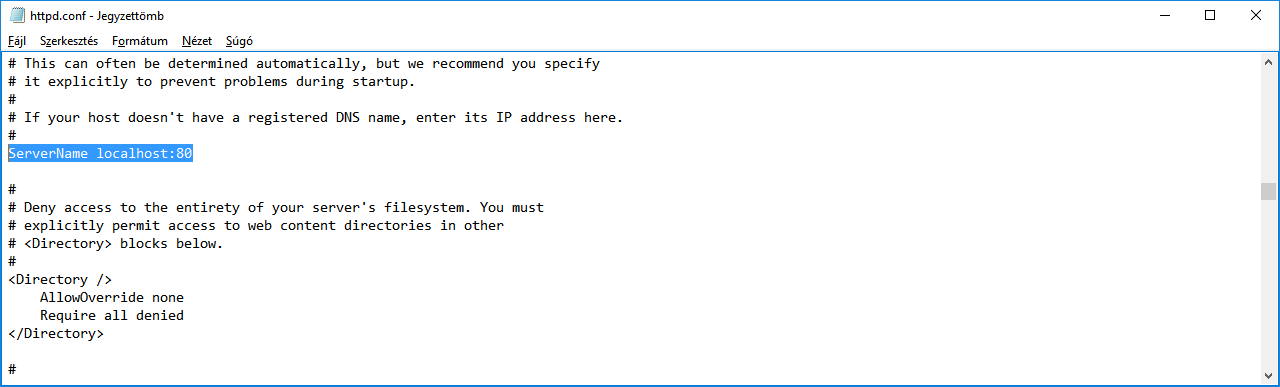 httpd.conf - Jegyzettömb
Fájl Szerkesztés Formátum Nézet Súgó
# This can often be determined automatically, but we recommend you specify
# it explicitly to prevent problems during startup.
#
# If your host doesn't have a registered DNS name, enter its IP address here.
#
ServerName localhost:80

#
# Deny access to the entirety of your server's filesystem. You must
# explicitly permit access to web content directories in other
# <Directory> blocks below.
#
<Directory />
    AllowOverride none
    Require all denied
</Directory>

#